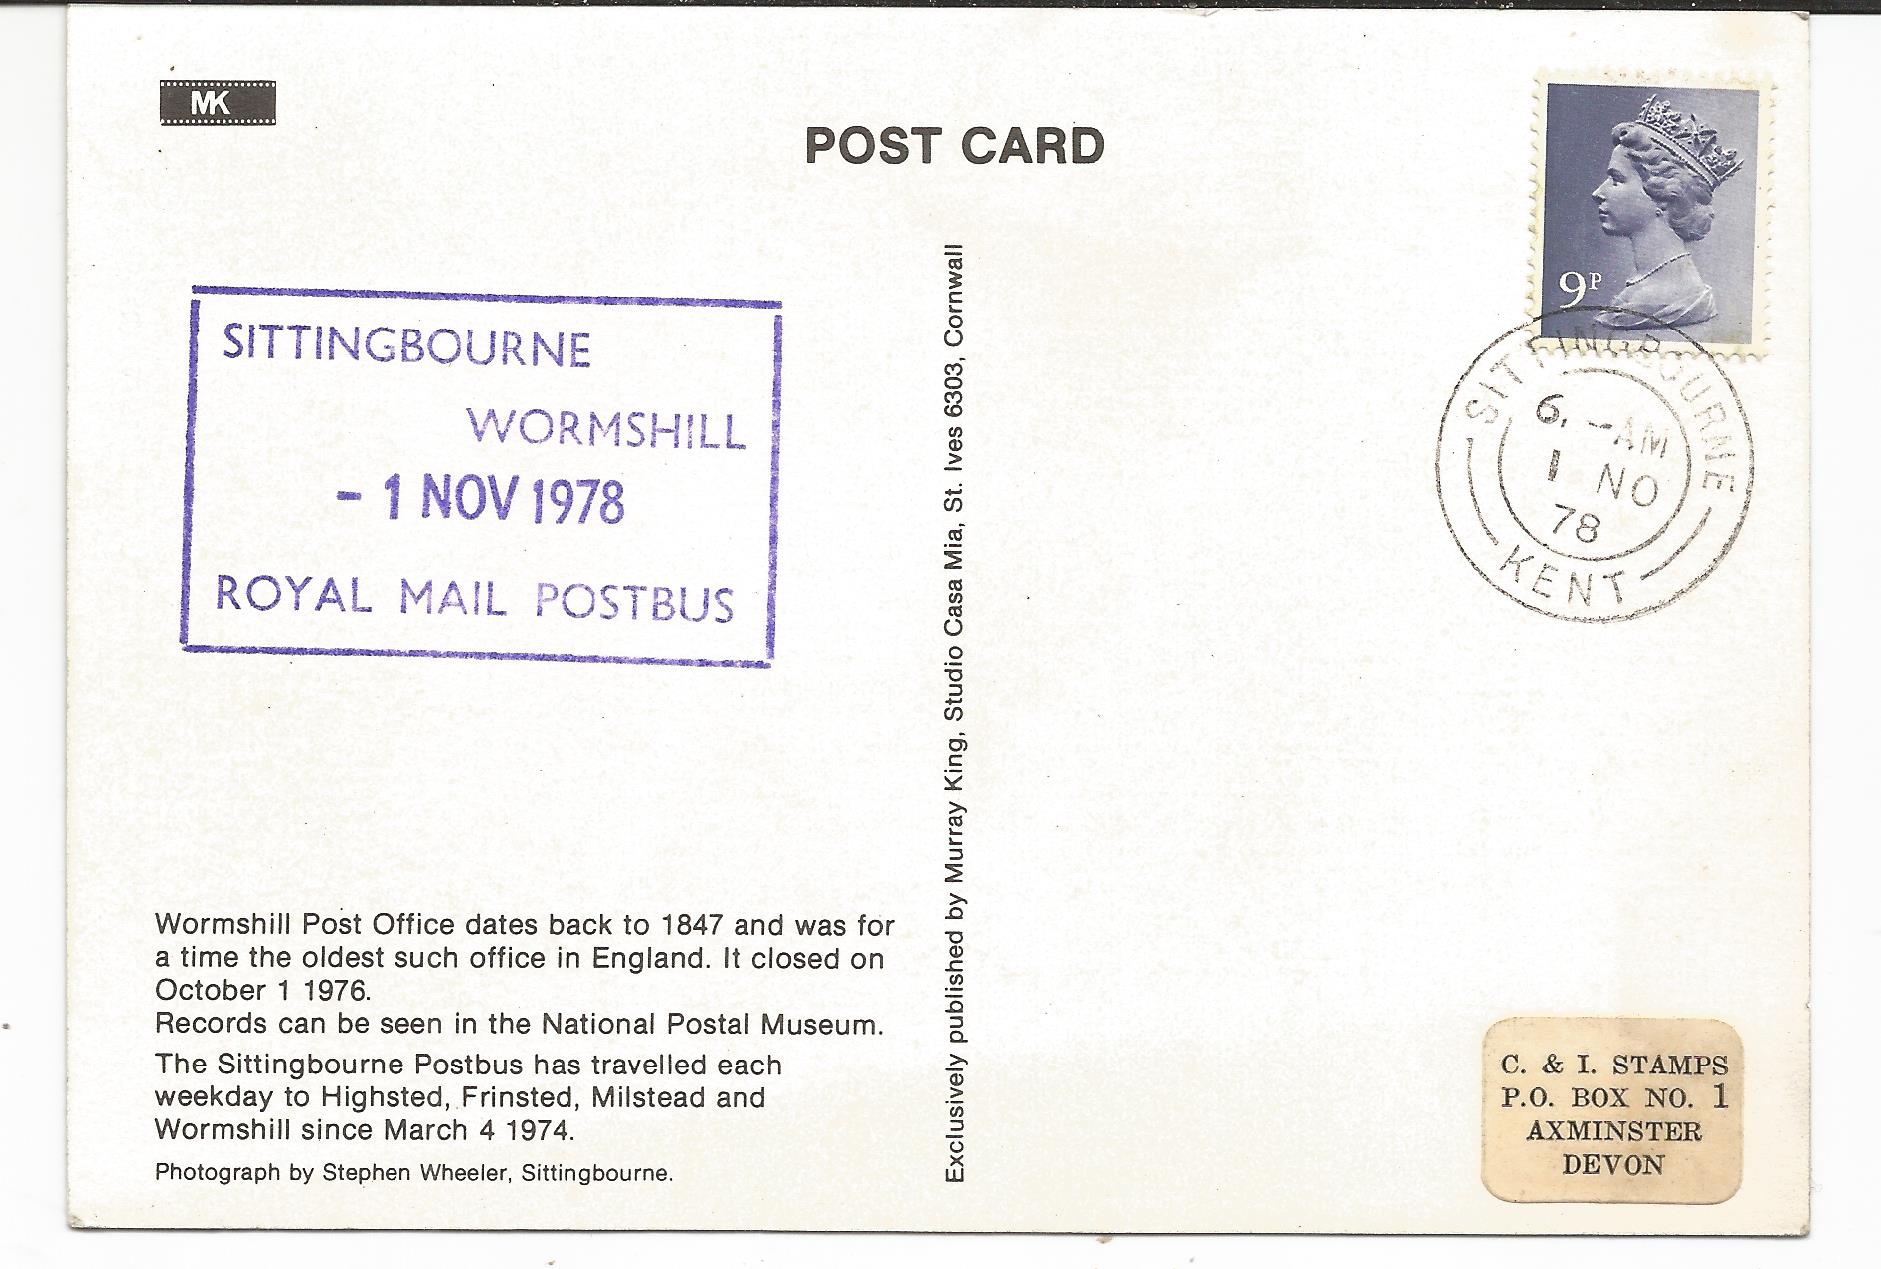 MK
POST CARD
9P
SITTINGBOURNE
6. -AM
1 NO
78
KENT
SITTINGBOURNE
WORMSHILL
- 1 NOV 1978
ROYAL MAIL POSTBUS
Wormshill Post Office dates back to 1847 and was for
a time the oldest such office in England. It closed on
October 1 1976.
Records can be seen in the National Postal Museum.
The Sittingbourne Postbus has travelled each
weekday to Highsted, Frinsted, Milstead and
Wormshill since March 4 1974.
Photograph by Stephen Wheeler, Sittingbourne.
Exclusively published by Murray King, Studio Casa Mia, St. Ives 6303, Cornwall
C. & I. STAMPS
P.O. BOX NO. 1
AXMINSTER
DEVON